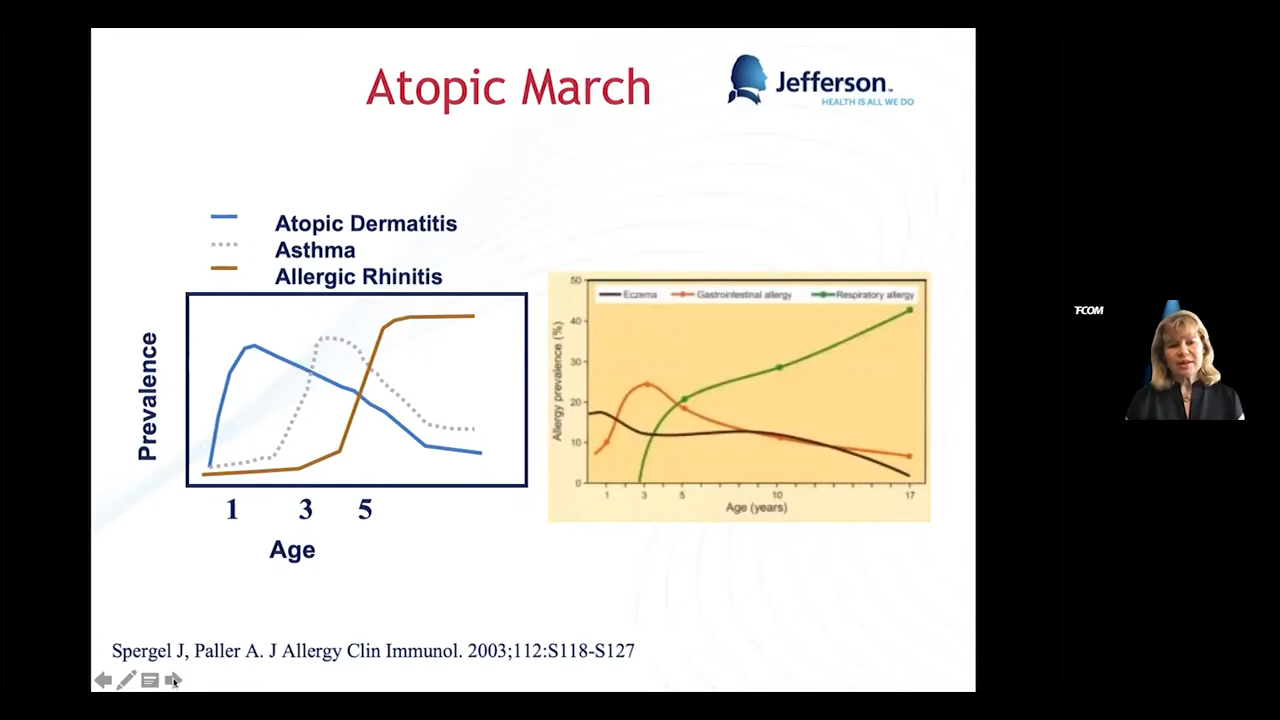 Atopic March
Jefferson
HEALTH IS ALL WE DO
Atopic Dermatitis
Asthma
Allergic Rhinitis
Prevalence
1 3 5
Age
Eczema Gastrointestinal allergy Respiratory allergy
Allergy prevalence (%)
50
40
30
20
10
0
1 3 5 10 17
Age (years)
Spergel J, Paller A. J Allergy Clin Immunol. 2003;112:S118-S127